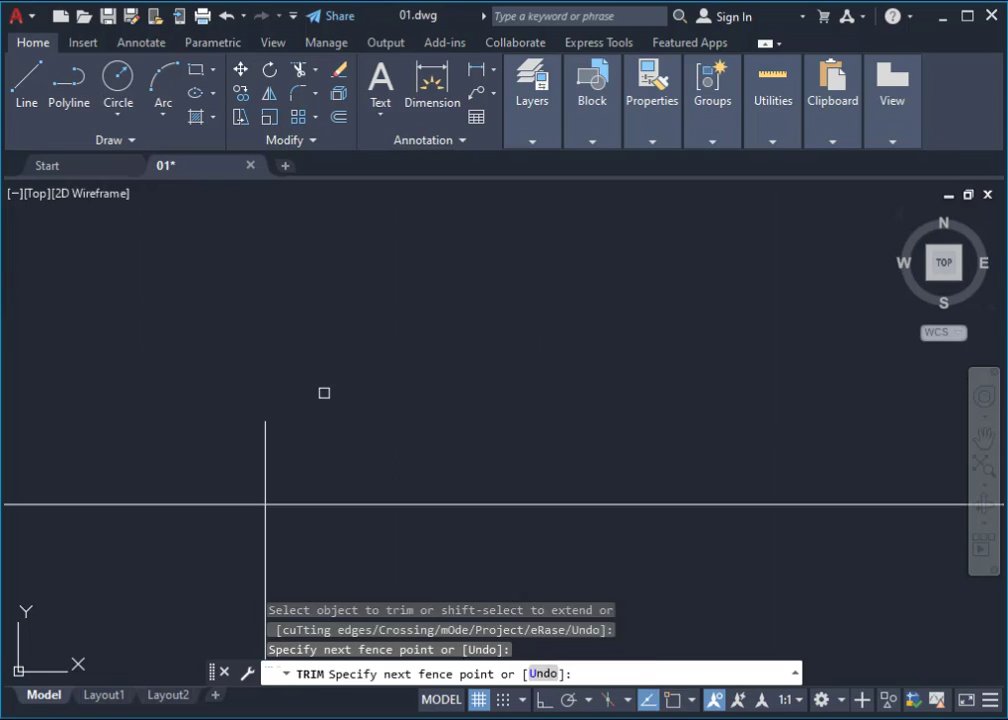 Share
01.dwg
Type a keyword or phrase
Sign In
Home
Insert
Annotate
Parametric
View
Manage
Output
Add-ins
Collaborate
Express Tools
Featured Apps
Line
Polyline
Circle
Arc
Text
Dimension
Layers
Block
Properties
Groups
Utilities
Clipboard
View
Draw
Modify
Annotation
Start
01*
[−][Top][2D Wireframe]
N
W
TOP
E
S
WCS
Y
X
Select object to trim or shift-select to extend or
[cuTting edges/Crossing/mOde/Project/eRase/Undo]:
Specify next fence point or [Undo]:
TRIM Specify next fence point or [Undo]:
Model
Layout1
Layout2
MODEL
1:1